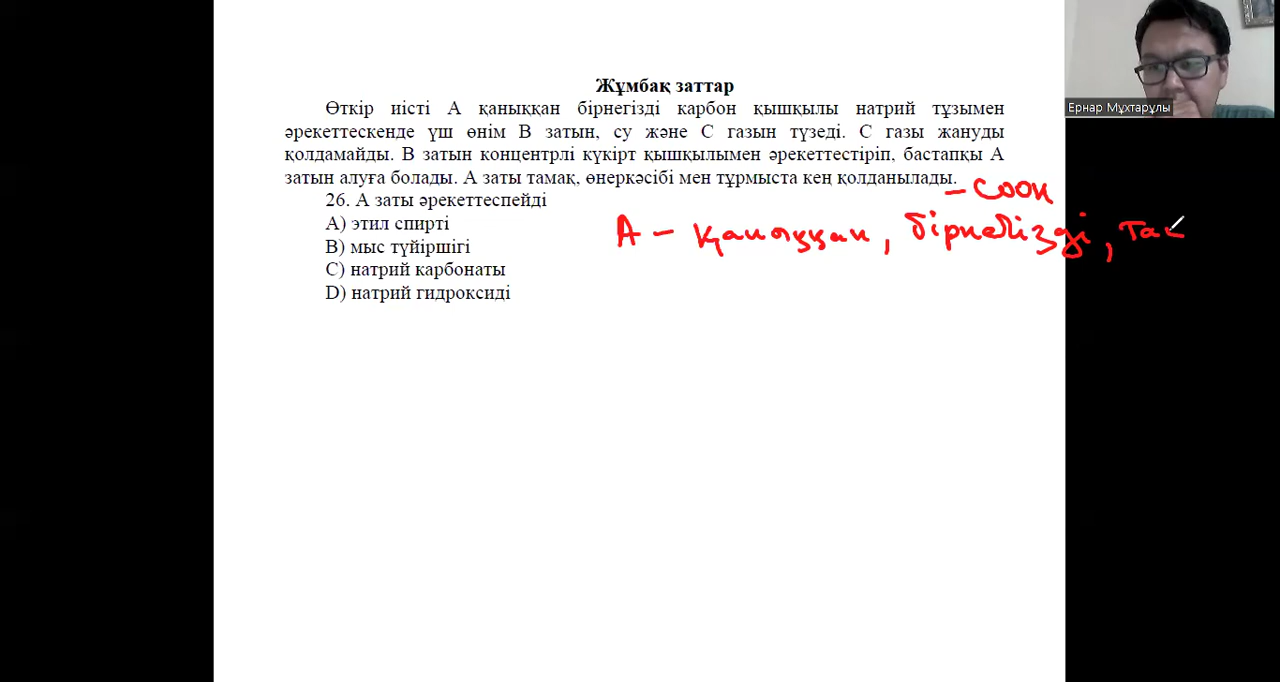 Жұмбақ заттар
Өткір иісті А қаныққан бірнегізді карбон қышқылы натрий тұзымен
әрекеттескенде үш өнім В затын, су және С газын түзеді. С газы жануды
қолдамайды. В затын концентрлі күкірт қышқылымен әрекеттестіріп, бастапқы А
затын алуға болады. А заты тамақ, өнеркәсібі мен тұрмыста кең қолданылады.
26. А заты әрекеттеспейді
A) этил спирті
B) мыс түйіршігі
C) натрий карбонаты
D) натрий гидроксиді
– COOH
A – қаныққан, бірнегізді, тағ
Ернар Мұхтарұлы